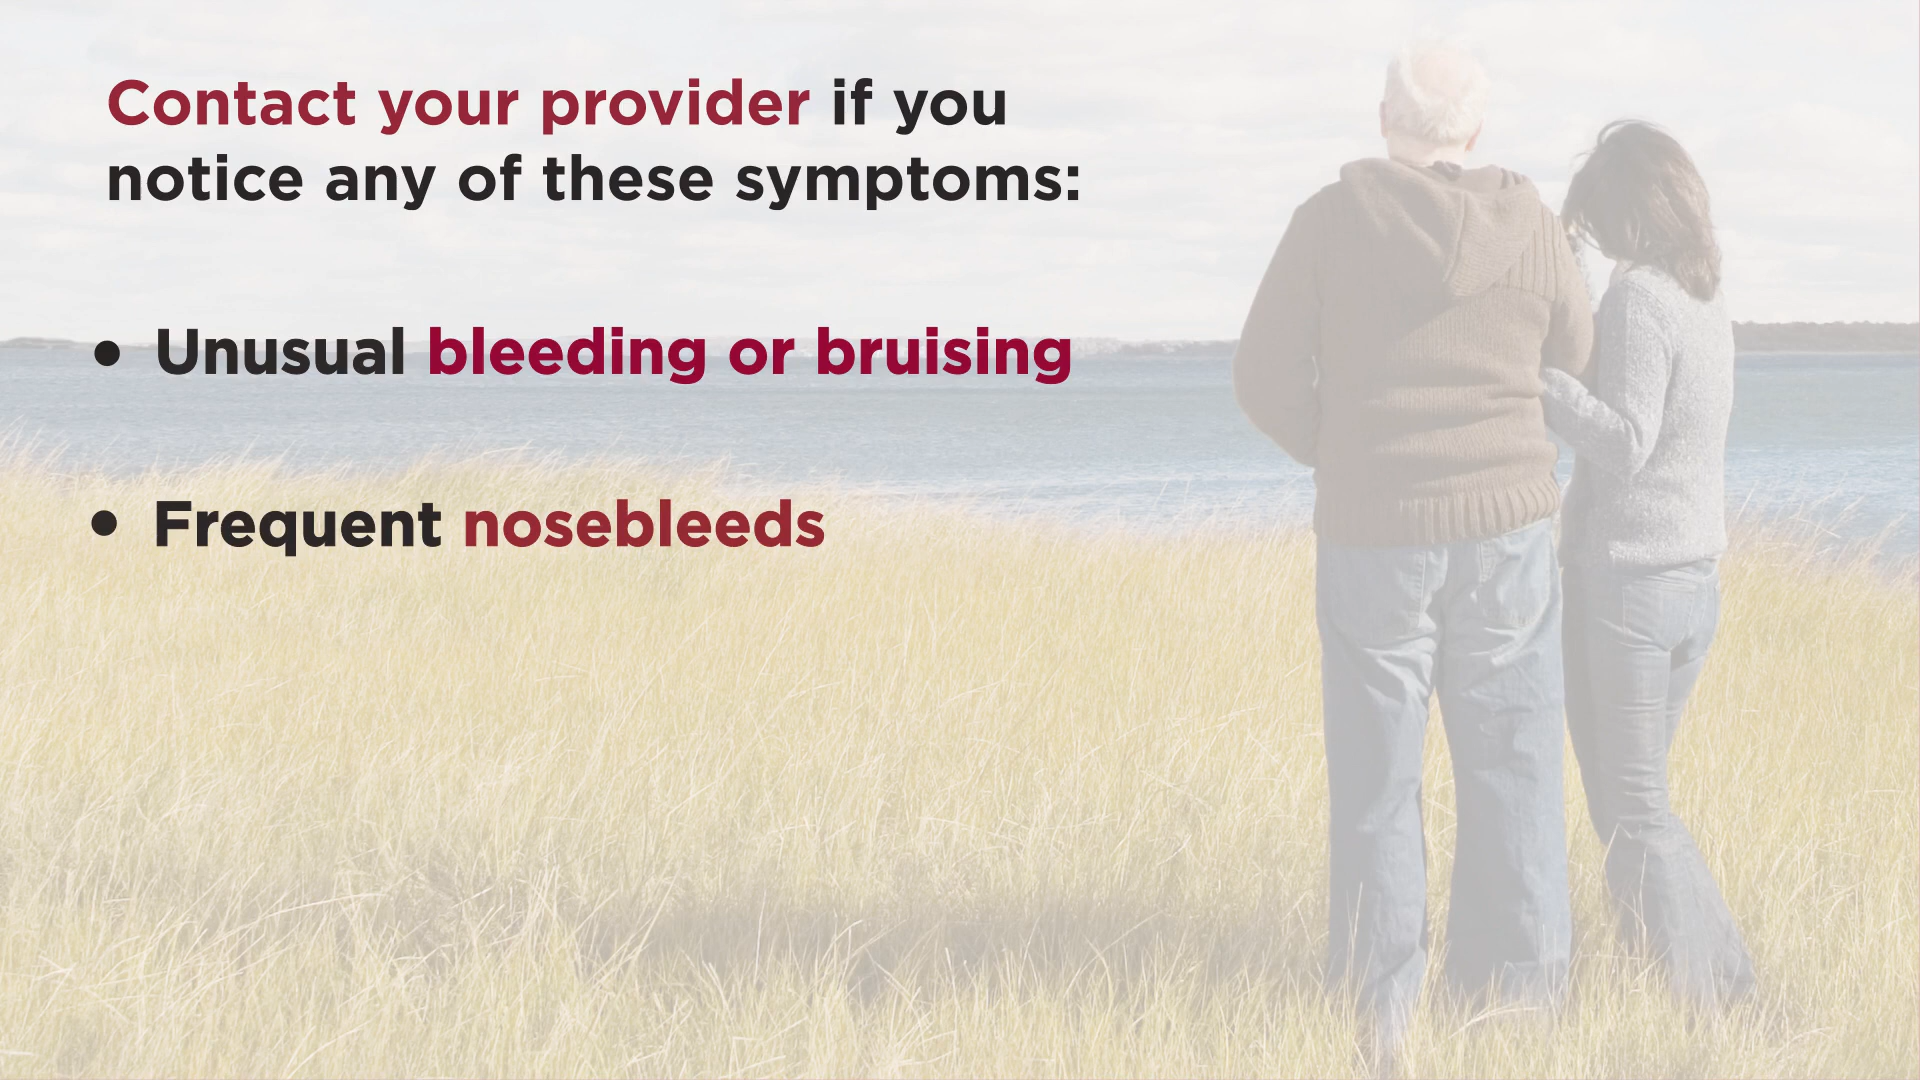 Contact your provider if you
notice any of these symptoms:
• Unusual bleeding or bruising
• Frequent nosebleeds